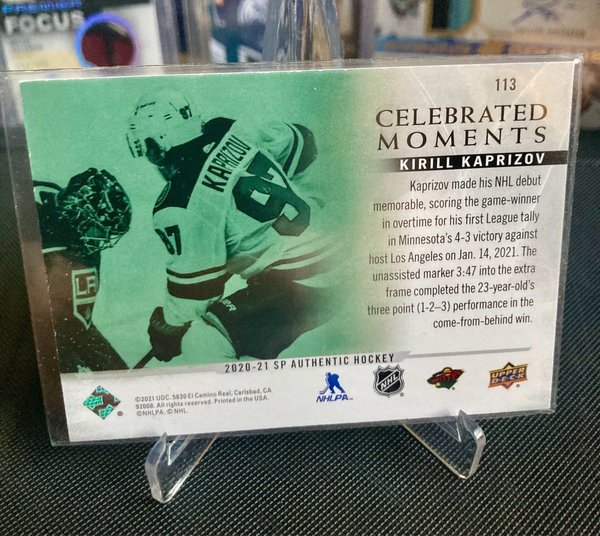 PREMIER
FOCUS
113
CELEBRATED
MOMENTS
KIRILL KAPRIZOV
Kaprizov made his NHL debut
memorable, scoring the game-winner
in overtime for his first League tally
in Minnesota's 4-3 victory against
host Los Angeles on Jan. 14, 2021. The
unassisted marker 3:47 into the extra
frame completed the 23-year-old's
three point (1-2–3) performance in the
come-from-behind win.
KAPRIZOV
97
97
LA
2020-21 SP AUTHENTIC HOCKEY
©2021 UDC. 5830 El Camino Real, Carlsbad, CA
92008. All rights reserved. Printed in the USA.
©NHLPA. © NHL.
NHLPA
NHL
UPPER
DECK